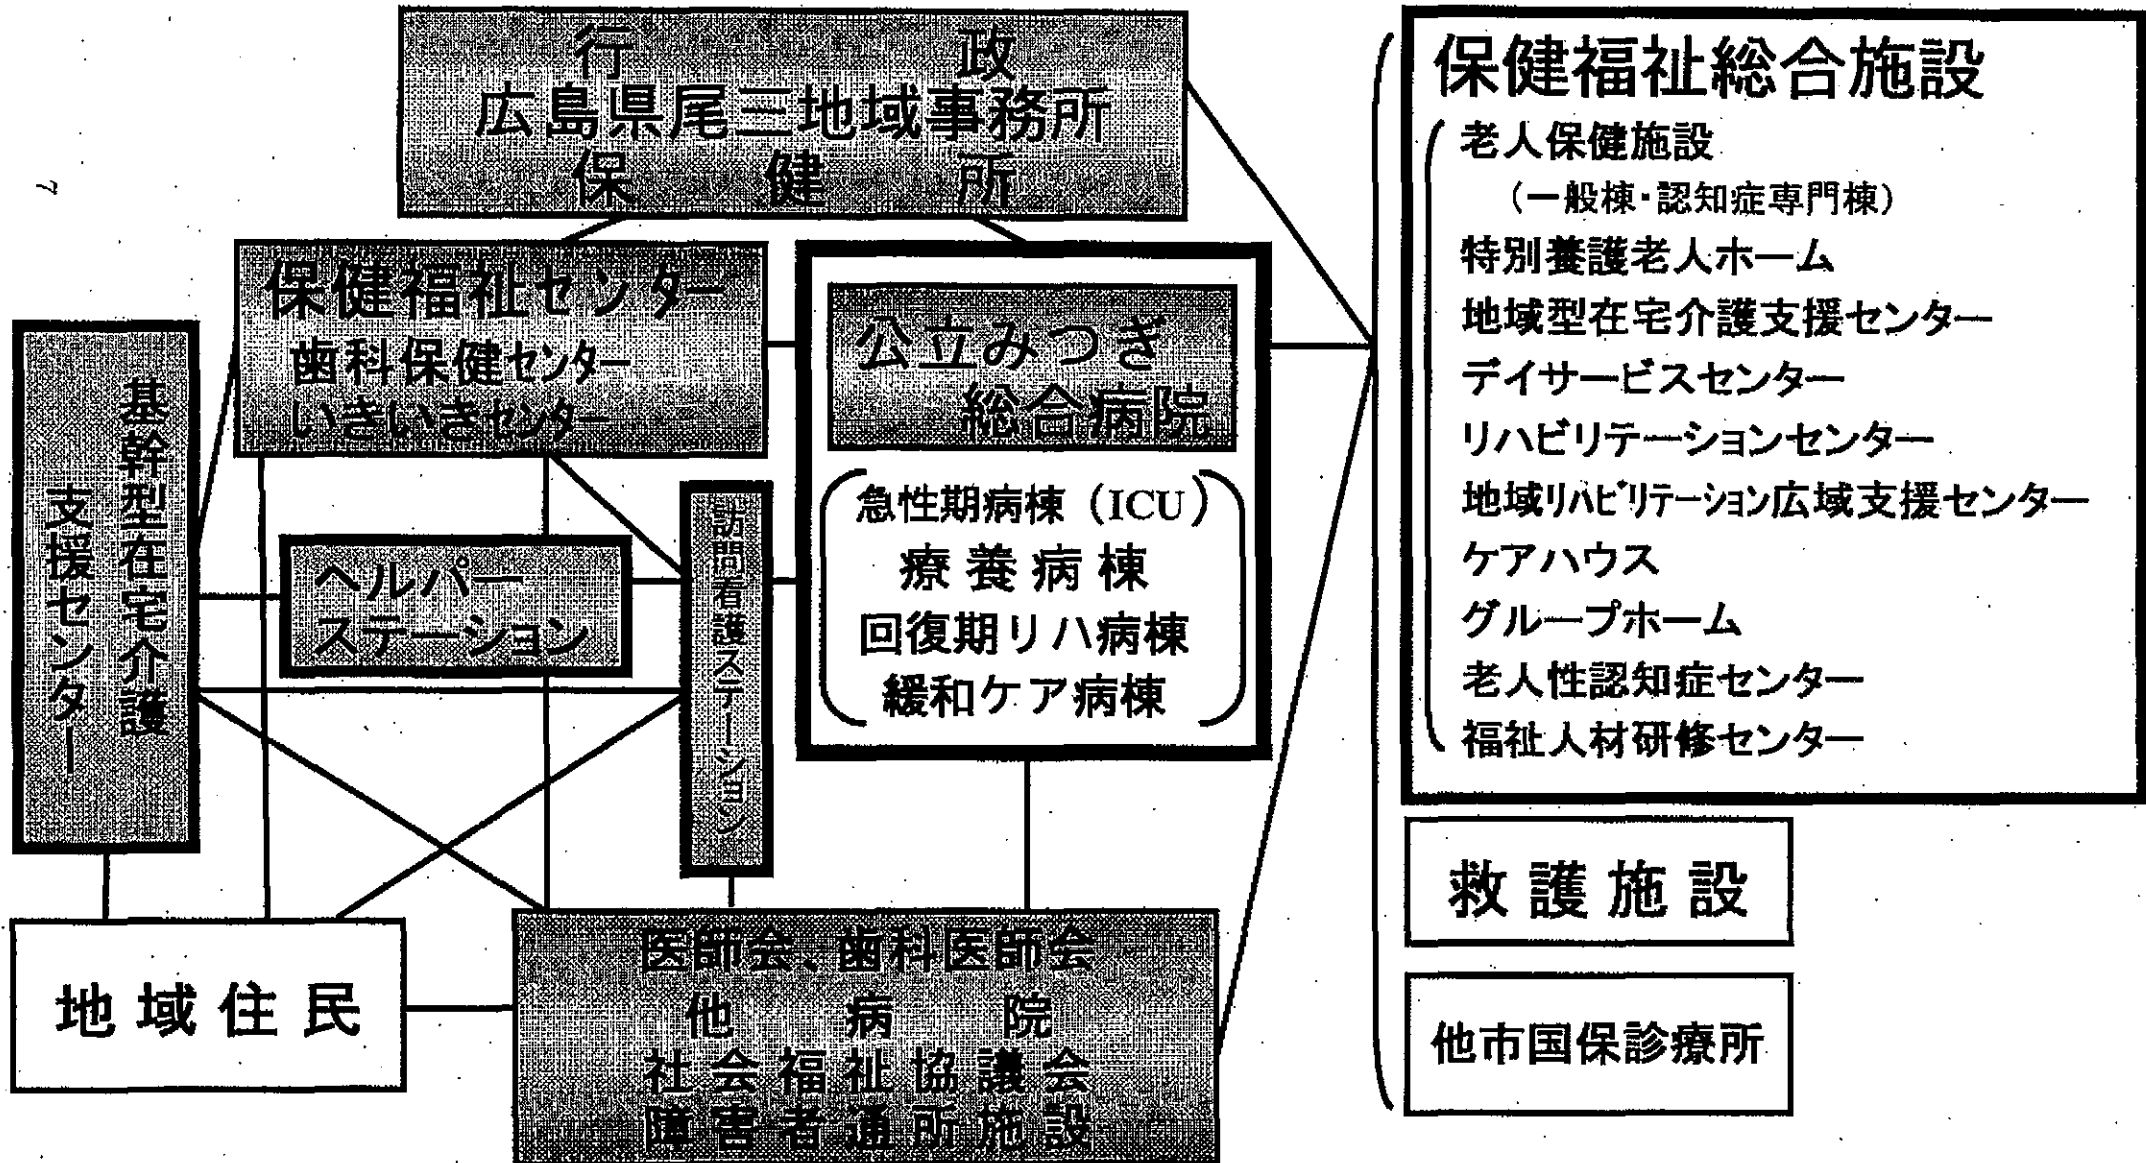 行 政
広島県尾三地域事務所
保 健 所
保健福祉センター
歯科保健センター
いきいきセンター
公立みつぎ
総合病院
急性期病棟（ICU）
療養病棟
回復期リハ病棟
緩和ケア病棟
基幹型在宅介護
支援センター
ヘルパー
ステーション
訪問看護ステーション
地域住民
医師会、歯科医師会
他 病 院
社会福祉協議会
障害者通所施設
保健福祉総合施設
老人保健施設
（一般棟・認知症専門棟）
特別養護老人ホーム
地域型在宅介護支援センター
デイサービスセンター
リハビリテーションセンター
地域リハビリテーション広域支援センター
ケアハウス
グループホーム
老人性認知症センター
福祉人材研修センター
救護施設
他市国保診療所
7